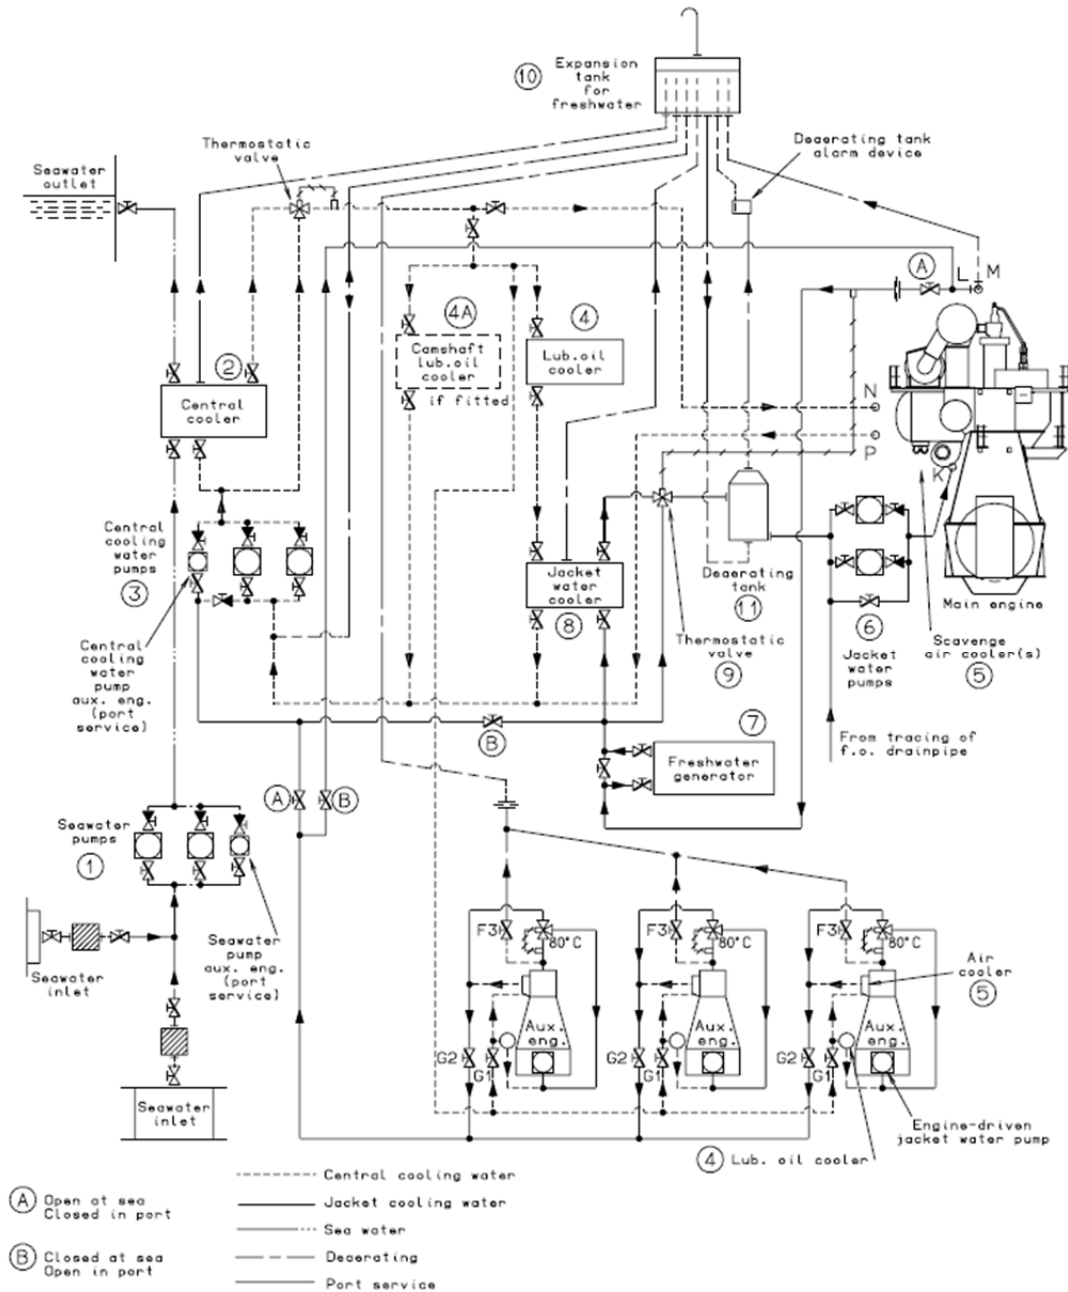 Expansion
tank
for
freshwater
10
Thermostatic
valve
Deaerating tank
alarm device
Seawater
outlet
A
L
M
4A
4
2
Camshaft
lub.oil
cooler
if fitted
Lub.oil
cooler
Central
cooler
N
P
K
Central
cooling
water
pumps
3
Jacket
water
cooler
8
Deaerating
tank
11
Thermostatic
valve
9
6
Jacket
water
pumps
Main engine
Scavenge
air cooler(s)
5
Central
cooling
water
pump
aux. eng.
(port
service)
B
7
Freshwater
generator
From tracing of
f.o. drainpipe
A
B
Seawater
pumps
1
Seawater
pump
aux. eng.
(port
service)
Seawater
inlet
Seawater
inlet
F3
80°C
F3
80°C
F3
80°C
Air
cooler
5
Aux.
eng.
Aux.
eng.
Aux.
eng.
G2
G1
G2
G1
G2
G1
Engine-driven
jacket water pump
4 Lub. oil cooler
A Open at sea
Closed in port
B Closed at sea
Open in port
Central cooling water
Jacket cooling water
Sea water
Deaerating
Port service